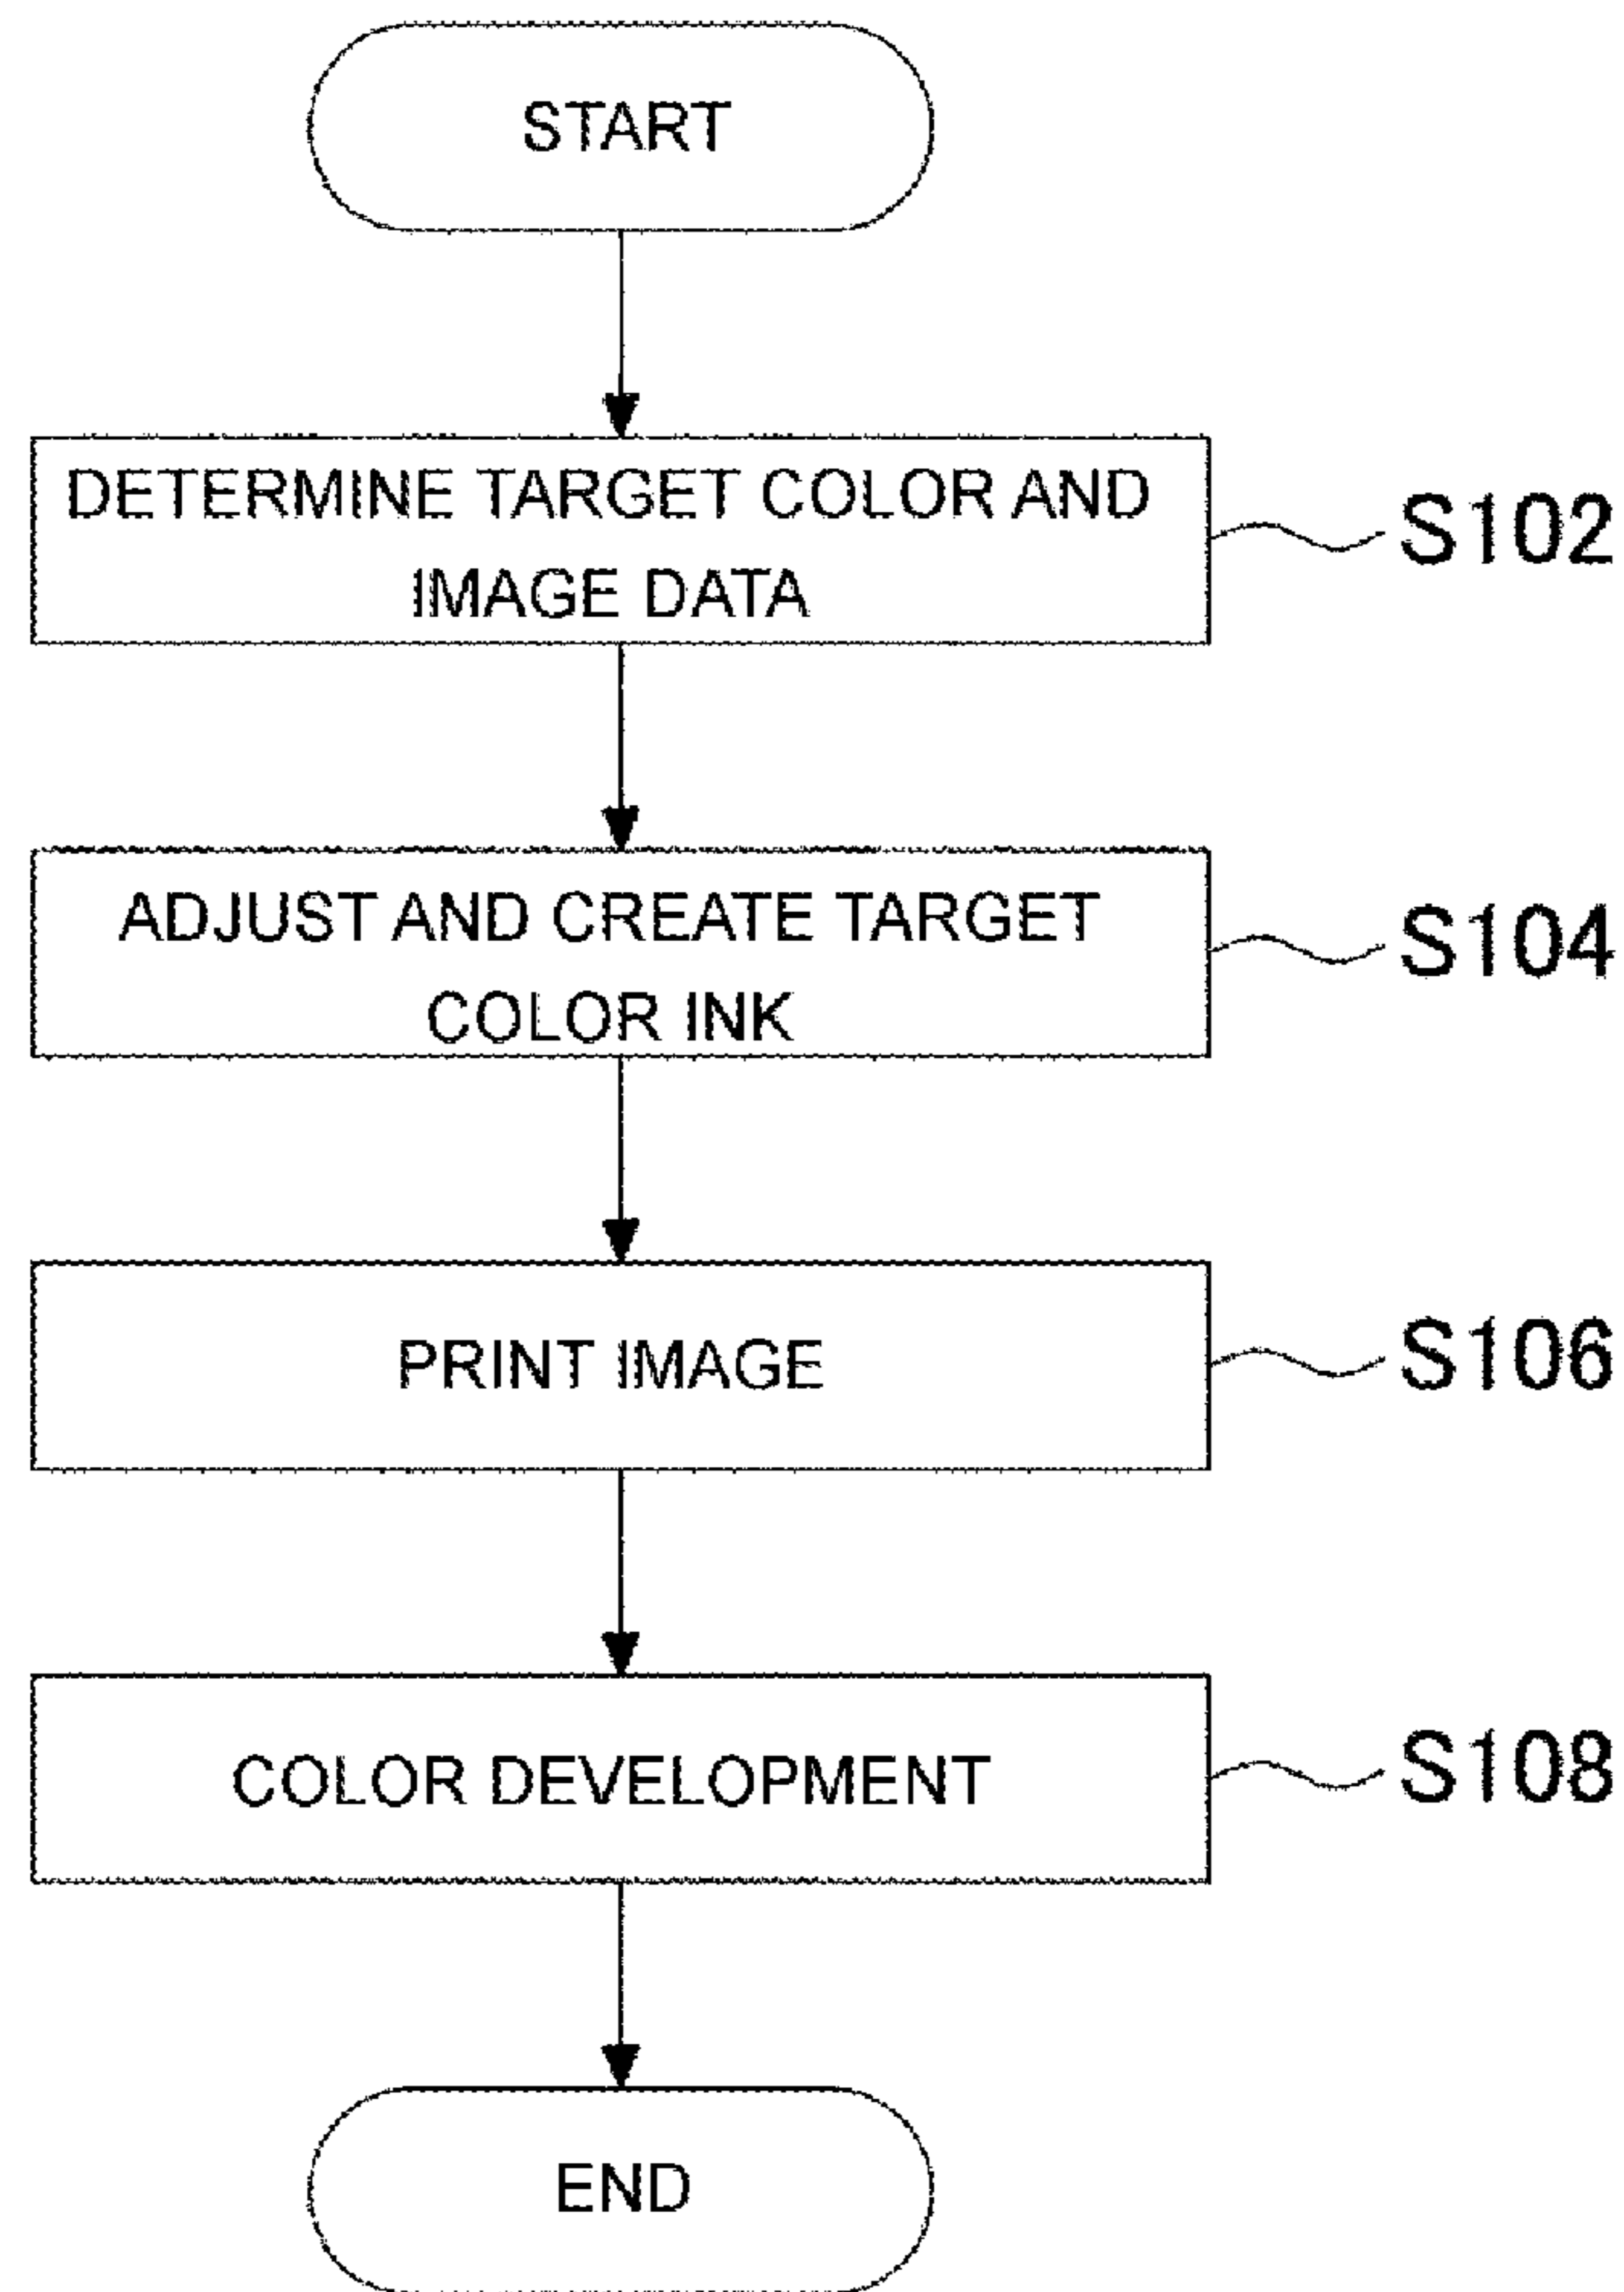 START
DETERMINE TARGET COLOR AND
IMAGE DATA
S102
ADJUST AND CREATE TARGET
COLOR INK
S104
PRINT IMAGE
S106
COLOR DEVELOPMENT
S108
END